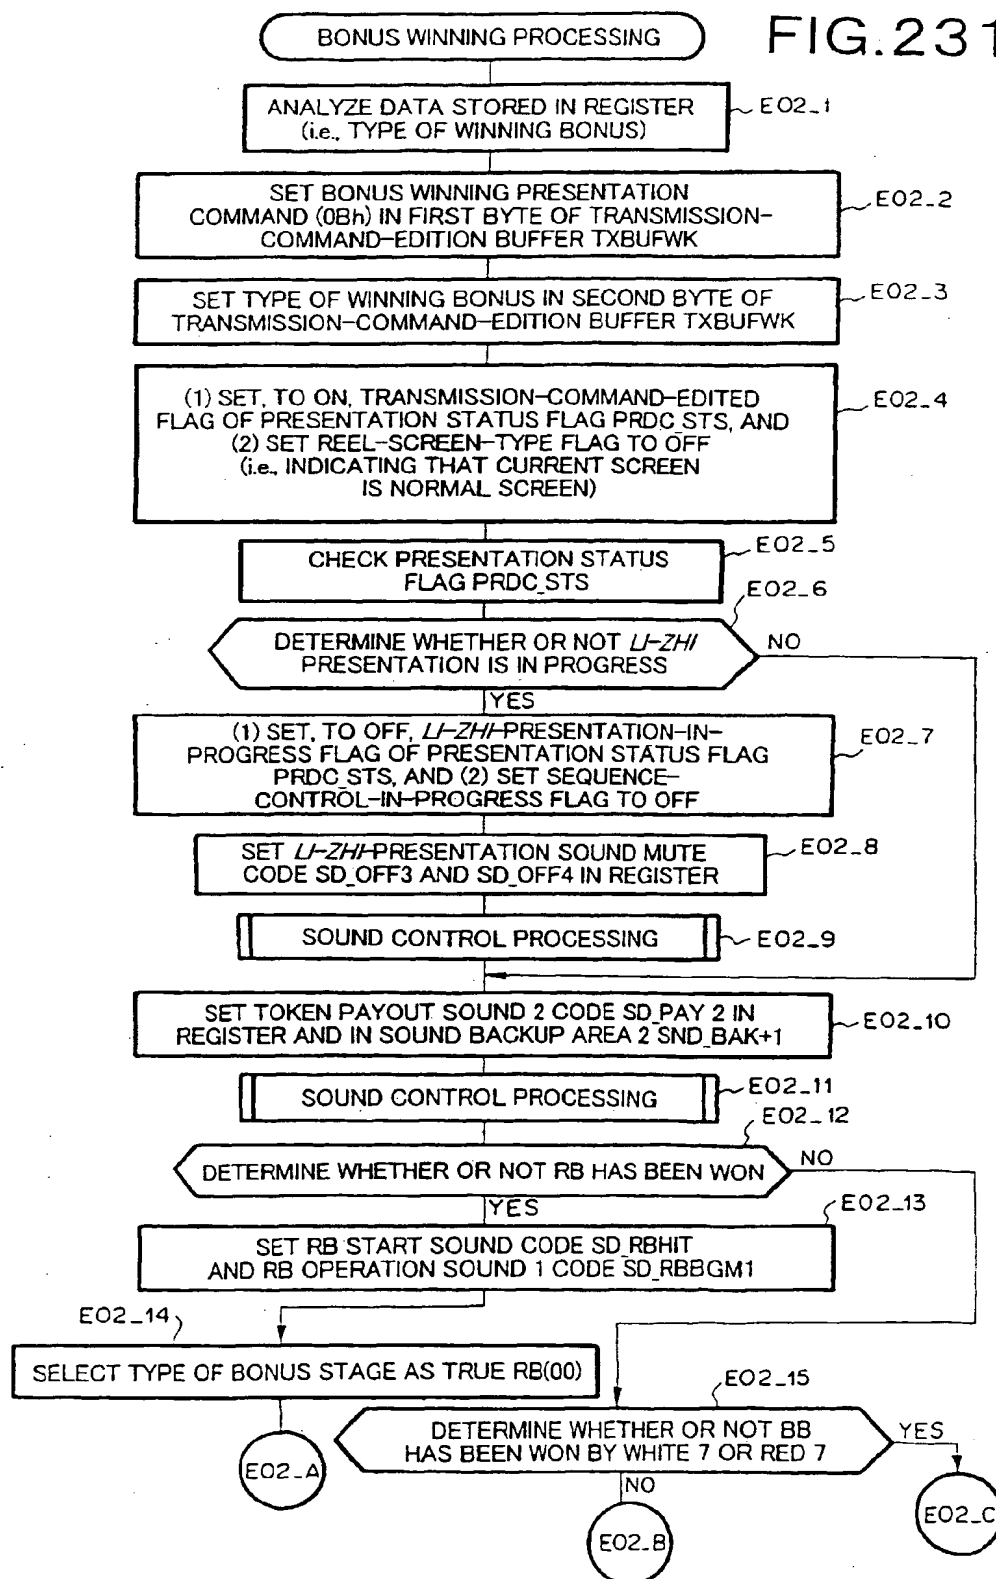 FIG.231
BONUS WINNING PROCESSING
ANALYZE DATA STORED IN REGISTER
(i.e., TYPE OF WINNING BONUS)
E02_1
SET BONUS WINNING PRESENTATION
COMMAND (0Bh) IN FIRST BYTE OF TRANSMISSION-
COMMAND-EDITION BUFFER TXBUFWK
E02_2
SET TYPE OF WINNING BONUS IN SECOND BYTE OF
TRANSMISSION-COMMAND-EDITION BUFFER TXBUFWK
E02_3
(1) SET, TO ON, TRANSMISSION-COMMAND-EDITED
FLAG OF PRESENTATION STATUS FLAG PRDC_STS, AND
(2) SET REEL-SCREEN-TYPE FLAG TO OFF
(i.e., INDICATING THAT CURRENT SCREEN
IS NORMAL SCREEN)
E02_4
CHECK PRESENTATION STATUS
FLAG PRDC_STS
E02_5
E02_6
DETERMINE WHETHER OR NOT LI-ZHI
PRESENTATION IS IN PROGRESS
NO
YES
(1) SET, TO OFF, LI-ZHI-PRESENTATION-IN-
PROGRESS FLAG OF PRESENTATION STATUS FLAG
PRDC_STS, AND (2) SET SEQUENCE-
CONTROL-IN-PROGRESS FLAG TO OFF
E02_7
SET LI-ZHI-PRESENTATION SOUND MUTE
CODE SD_OFF3 AND SD_OFF4 IN REGISTER
E02_8
SOUND CONTROL PROCESSING
E02_9
SET TOKEN PAYOUT SOUND 2 CODE SD_PAY 2 IN
REGISTER AND IN SOUND BACKUP AREA 2 SND_BAK+1
E02_10
SOUND CONTROL PROCESSING
E02_11
E02_12
DETERMINE WHETHER OR NOT RB HAS BEEN WON
NO
YES
E02_13
SET RB START SOUND CODE SD_RBHIT
AND RB OPERATION SOUND 1 CODE SD_RBBGM1
E02_14
SELECT TYPE OF BONUS STAGE AS TRUE RB(00)
E02_15
DETERMINE WHETHER OR NOT BB
HAS BEEN WON BY WHITE 7 OR RED 7
YES
NO
E02_A
E02_B
E02_C